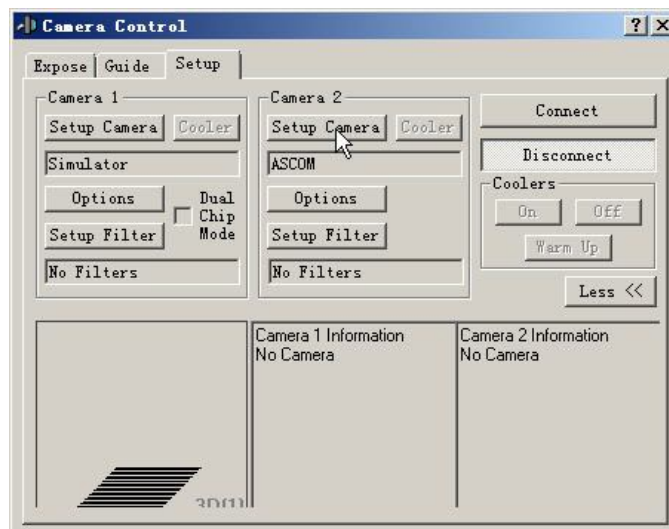 Camera Control
Expose Guide Setup
Camera 1
Setup Camera Cooler
Simulator
Options
Dual
Chip
Mode
Setup Filter
No Filters
Camera 2
Setup Camera Cooler
ASCOM
Options
Setup Filter
No Filters
Connect
Disconnect
Coolers
On Off
Warm Up
Less <<
Camera 1 Information
No Camera
Camera 2 Information
No Camera